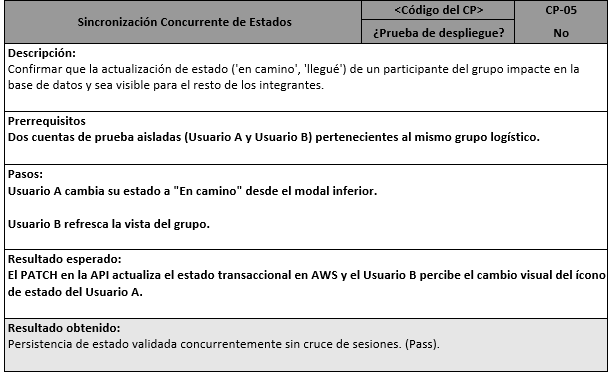 Sincronización Concurrente de Estados
<Código del CP>
CP-05
¿Prueba de despliegue?
No
Descripción:
Confirmar que la actualización de estado ('en camino', 'llegué') de un participante del grupo impacte en la
base de datos y sea visible para el resto de los integrantes.
Prerrequisitos
Dos cuentas de prueba aisladas (Usuario A y Usuario B) pertenecientes al mismo grupo logístico.
Pasos:
Usuario A cambia su estado a "En camino" desde el modal inferior.
Usuario B refresca la vista del grupo.
Resultado esperado:
El PATCH en la API actualiza el estado transaccional en AWS y el Usuario B percibe el cambio visual del ícono
de estado del Usuario A.
Resultado obtenido:
Persistencia de estado validada concurrentemente sin cruce de sesiones. (Pass).